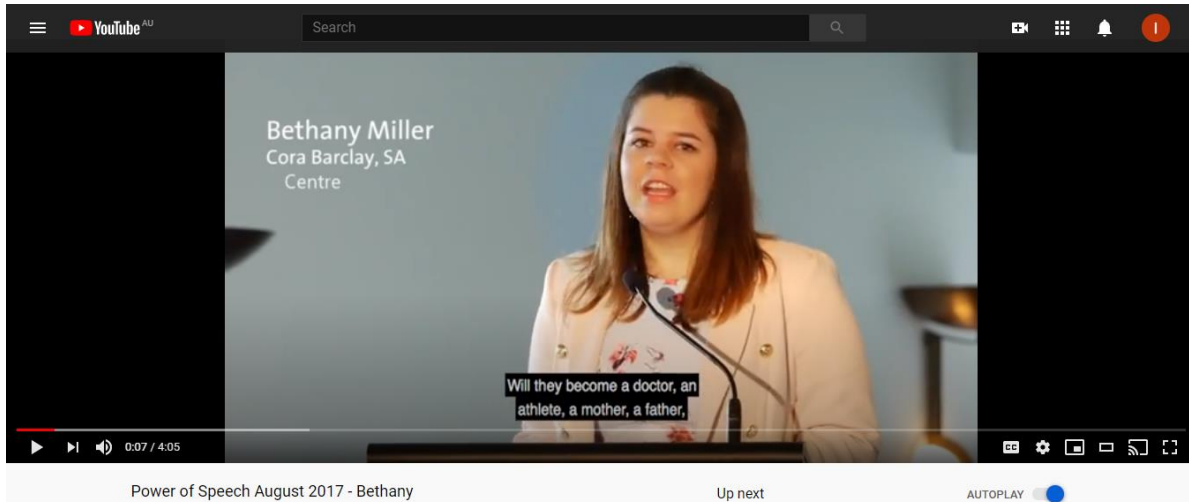 YouTube AU
Search
I
Bethany Miller
Cora Barclay, SA
Centre
Will they become a doctor, an
athlete, a mother, a father,
0:07 / 4:05
CC
Power of Speech August 2017 - Bethany
Up next
AUTOPLAY